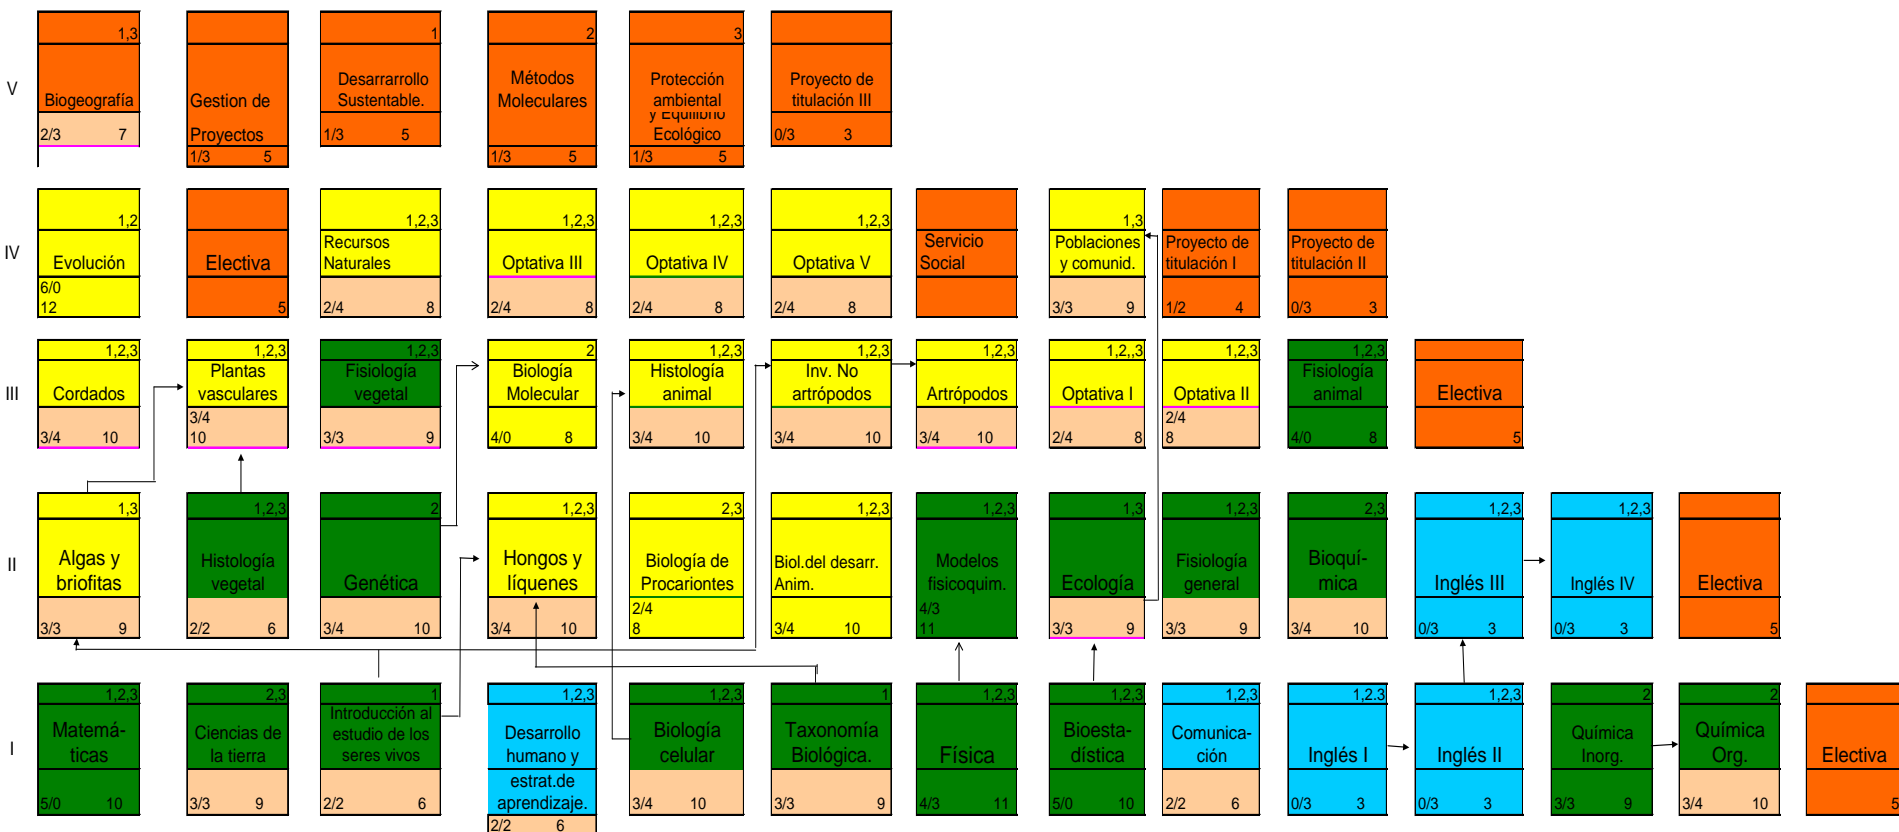 1,3
1
2
3
V
Biogeografía
Gestion de
Proyectos
Desarrarrollo
Sustentable.
Métodos
Moleculares
Protección
ambiental
y Equilibrio
Ecológico
Proyecto de
titulación III
2/3 7
1/3 5
1/3 5
1/3 5
1/3 5
0/3 3
1,2
1,2,3
1,2,3
1,2,3
1,2,3
1,3
IV
Evolución
Electiva
Recursos
Naturales
Optativa III
Optativa IV
Optativa V
Servicio
Social
Poblaciones
y comunid.
Proyecto de
titulación I
Proyecto de
titulación II
6/0
12
5
2/4 8
2/4 8
2/4 8
2/4 8
3/3 9
1/2 4
0/3 3
1,2,3
1,2,3
1,2,3
2
1,2,3
1,2,3
1,2,3
1,2,,3
1,2,3
1,2,3
III
Cordados
Plantas
vasculares
Fisiología
vegetal
Biología
Molecular
Histología
animal
Inv. No
artrópodos
Artrópodos
Optativa I
Optativa II
Fisiología
animal
Electiva
3/4 10
3/4
10
3/3 9
4/0 8
3/4 10
3/4 10
3/4 10
2/4 8
2/4
8
4/0 8
5
1,3
1,2,3
2
1,2,3
2,3
1,2,3
1,2,3
1,3
1,2,3
2,3
1,2,3
1,2,3
II
Algas y
briofitas
Histología
vegetal
Genética
Hongos y
líquenes
Biología de
Procariontes
Biol.del desarr.
Anim.
Modelos
fisicoquim.
Ecología
Fisiología
general
Bioquí-
mica
Inglés III
Inglés IV
Electiva
3/3 9
2/2 6
3/4 10
3/4 10
2/4
8
3/4 10
4/3
11
3/3 9
3/3 9
3/4 10
0/3 3
0/3 3
5
1,2,3
2,3
1
1,2,3
1,2,3
1
1,2,3
1,2,3
1,2,3
1,2,3
1,2,3
2
2
I
Matemá-
ticas
Ciencias de
la tierra
Introducción al
estudio de los
seres vivos
Desarrollo
humano y
estrat.de
aprendizaje.
Biología
celular
Taxonomía
Biológica.
Física
Bioesta-
dística
Comunica-
ción
Inglés I
Inglés II
Química
Inorg.
Química
Org.
Electiva
5/0 10
3/3 9
2/2 6
2/2 6
3/4 10
3/3 9
4/3 11
5/0 10
2/2 6
0/3 3
0/3 3
3/3 9
3/4 10
5